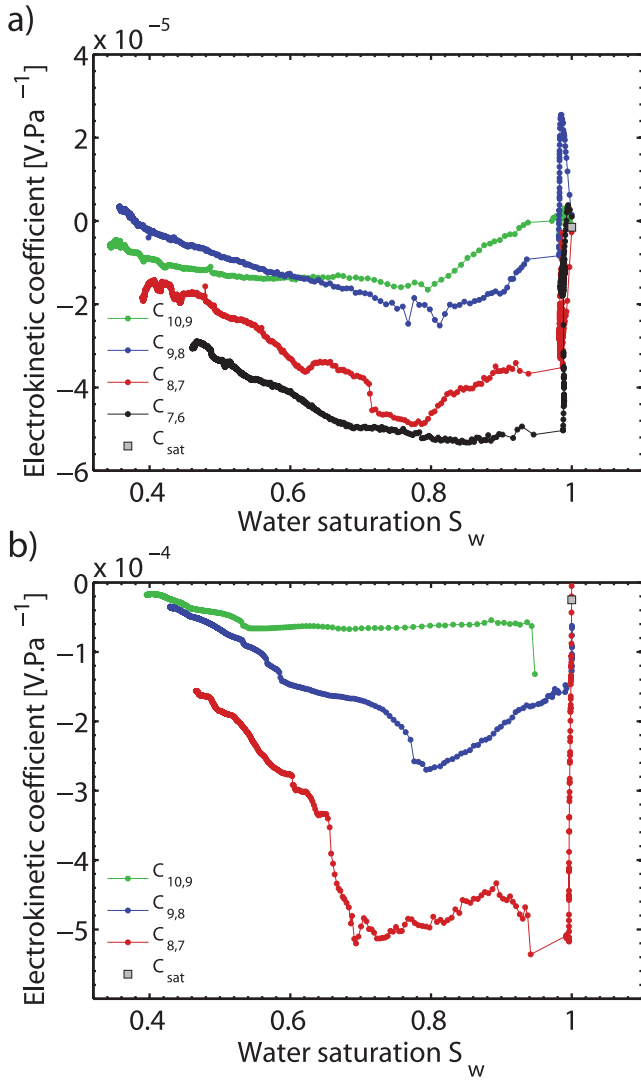 a)
x 10 −5
4
2
0
−2
−4
−6
Electrokinetic coefficient [V.Pa −1]
C 10,9
C 9,8
C 8,7
C 7,6
C sat
0.4 0.6 0.8 1
Water saturation S w
b)
x 10 −4
0
−1
−2
−3
−4
−5
Electrokinetic coefficient [V.Pa −1]
C 10,9
C 9,8
C 8,7
C sat
0.4 0.6 0.8 1
Water saturation S w